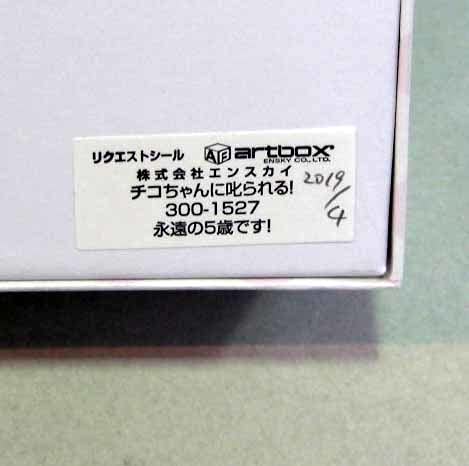 リクエストシール artbox
ENSKY CO., LTD.
株式会社エンスカイ
チコちゃんに叱られる!
300-1527
永遠の5歳です!
2019/4